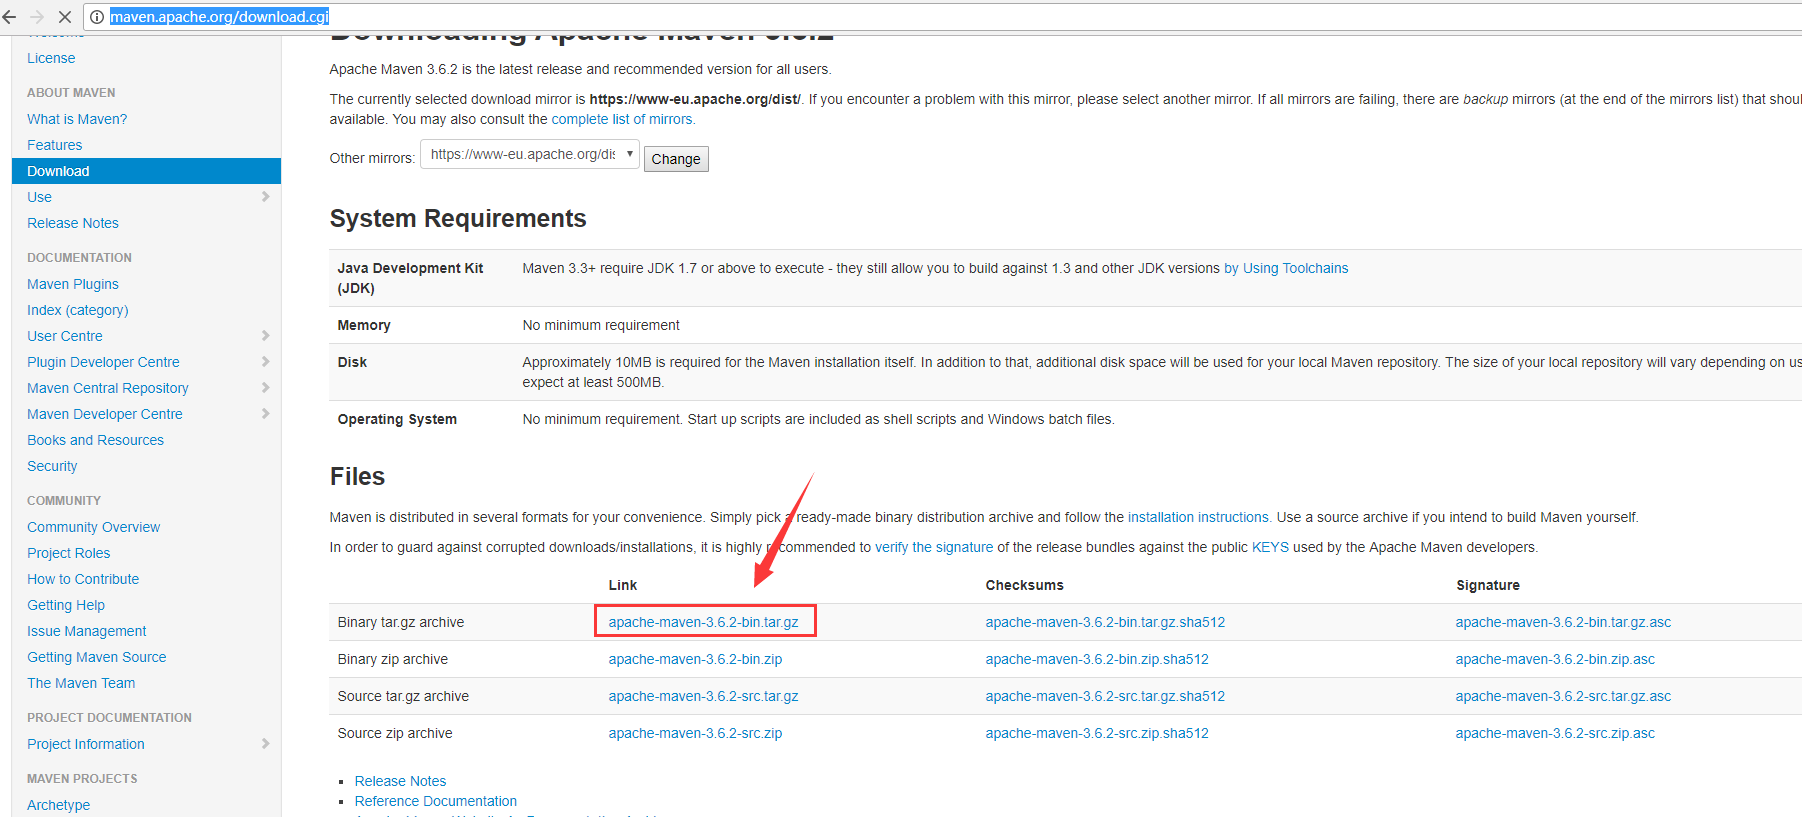 maven.apache.org/download.cgi
Welcome
License
ABOUT MAVEN
What is Maven?
Features
Download
Use
Release Notes
DOCUMENTATION
Maven Plugins
Index (category)
User Centre
Plugin Developer Centre
Maven Central Repository
Maven Developer Centre
Books and Resources
Security
COMMUNITY
Community Overview
Project Roles
How to Contribute
Getting Help
Issue Management
Getting Maven Source
The Maven Team
PROJECT DOCUMENTATION
Project Information
MAVEN PROJECTS
Archetype
Downloading Apache Maven 3.6.2
Apache Maven 3.6.2 is the latest release and recommended version for all users.
The currently selected download mirror is https://www-eu.apache.org/dist/. If you encounter a problem with this mirror, please select another mirror. If all mirrors are failing, there are backup mirrors (at the end of the mirrors list) that
available. You may also consult the complete list of mirrors.
Other mirrors: https://www-eu.apache.org/dis Change
System Requirements
Java Development Kit Maven 3.3+ require JDK 1.7 or above to execute - they still allow you to build against 1.3 and other JDK versions by Using Toolchains
(JDK)
Memory No minimum requirement
Disk Approximately 10MB is required for the Maven installation itself. In addition to that, additional disk space will be used for your local Maven repository. The size of your local repository will vary depending on us
expect at least 500MB.
Operating System No minimum requirement. Start up scripts are included as shell scripts and Windows batch files.
Files
Maven is distributed in several formats for your convenience. Simply pick a ready-made binary distribution archive and follow the installation instructions. Use a source archive if you intend to build Maven yourself.
In order to guard against corrupted downloads/installations, it is highly recommended to verify the signature of the release bundles against the public KEYS used by the Apache Maven developers.
Link Checksums Signature
Binary tar.gz archive apache-maven-3.6.2-bin.tar.gz apache-maven-3.6.2-bin.tar.gz.sha512 apache-maven-3.6.2-bin.tar.gz.asc
Binary zip archive apache-maven-3.6.2-bin.zip apache-maven-3.6.2-bin.zip.sha512 apache-maven-3.6.2-bin.zip.asc
Source tar.gz archive apache-maven-3.6.2-src.tar.gz apache-maven-3.6.2-src.tar.gz.sha512 apache-maven-3.6.2-src.tar.gz.asc
Source zip archive apache-maven-3.6.2-src.zip apache-maven-3.6.2-src.zip.sha512 apache-maven-3.6.2-src.zip.asc
Release Notes
Reference Documentation